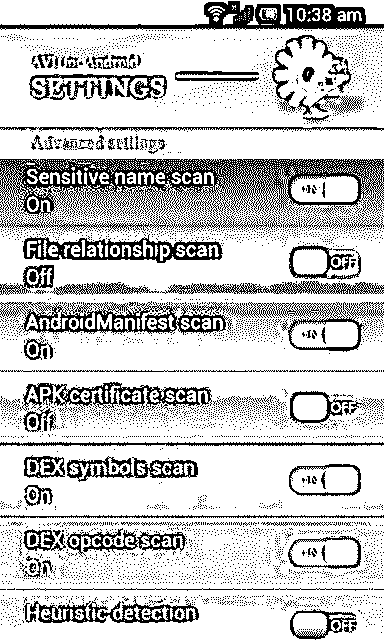 10:38 am
AVL for Android
SETTINGS
Advanced settings
Sensitive name scan
On
File relationship scan
OFF
Off
AndroidManifest scan
On
APK certificate scan
OFF
Off
DEX symbols scan
On
DEX opcode scan
On
Heuristic detection
OFF